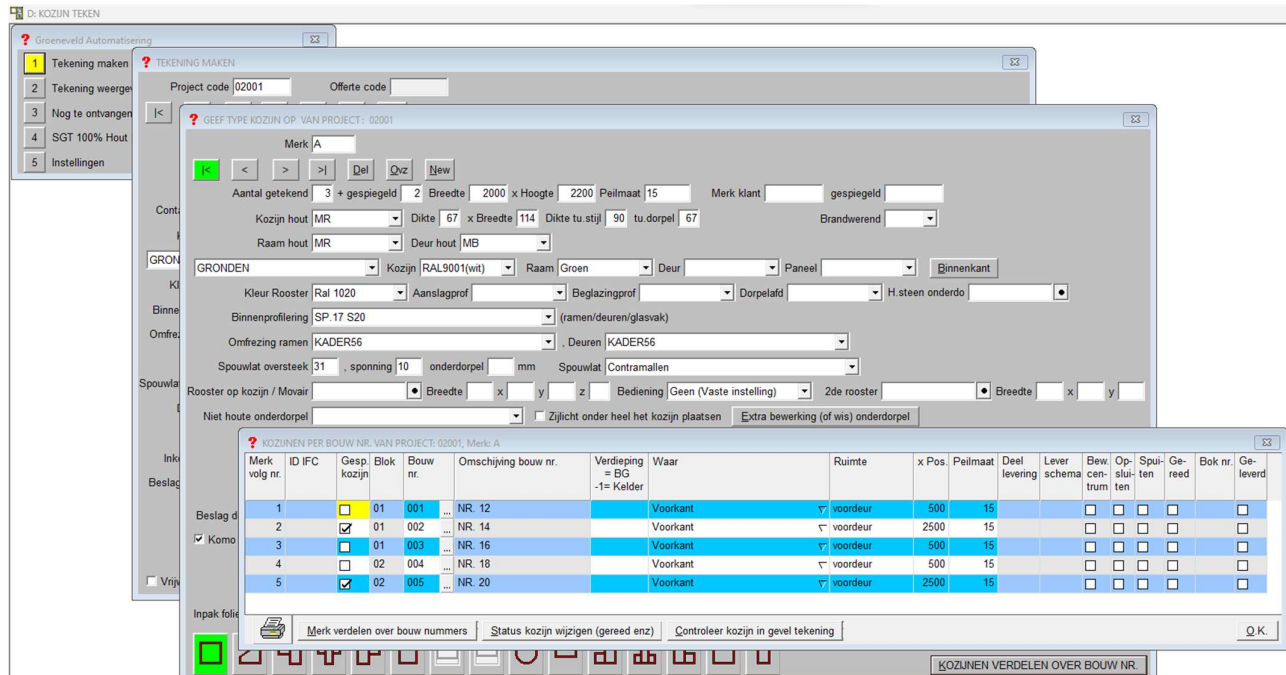 D: KOZIJN TEKEN
Groeneveld Automatisering
1 Tekening maken
2 Tekening weergev
3 Nog te ontvangen
4 SGT 100% Hout
5 Instellingen
TEKENING MAKEN
Project code 02001 Offerte code
|<
GEEF TYPE KOZIJN OP VAN PROJECT: 02001
Merk A
|< < > >| Del Ovz New
Aantal getekend 3 + gespiegeld 2 Breedte 2000 x Hoogte 2200 Peilmaat 15 Merk klant gespiegeld
Conta
Kozijn hout MR Dikte 67 x Breedte 114 Dikte tu.stijl 90 tu.dorpel 67 Brandwerend
Raam hout MR Deur hout MB
GRON
GRONDEN Kozijn RAL9001(wit) Raam Groen Deur Paneel Binnenkant
Kl
Kleur Rooster Ral 1020 Aanslagprof Beglazingprof Dorpelafd H.steen onderdo
Binne
Binnenprofilering SP.17 S20 (ramen/deuren/glasvak)
Omfrez
Omfrezing ramen KADER56 , Deuren KADER56
Spouwlat oversteek 31 , sponning 10 onderdorpel mm Spouwlat Contramallen
Spouwlat
Rooster op kozijn / Movair Breedte x y z Bediening Geen (Vaste instelling) 2de rooster Breedte x y
Niet houte onderdorpel Zijlicht onder heel het kozijn plaatsen Extra bewerking (of wis) onderdorpel
KOZIJNEN PER BOUW NR. VAN PROJECT: 02001, Merk: A
Inke
Beslag
Beslag d
Komo
Vrijw
Inpak folie
Merk volg nr. ID IFC Gesp. kozijn Blok Bouw nr. Omschijving bouw nr. Verdieping = BG -1= Kelder Waar Ruimte x Pos. Peilmaat Deel levering Lever schema Bew. cen- trum Op- slui- ten Spui- ten Ge- reed Bok nr. Ge- leverd
1 01 001 ... NR. 12 Voorkant voordeur 500 15
2 01 002 ... NR. 14 Voorkant voordeur 2500 15
3 01 003 ... NR. 16 Voorkant voordeur 500 15
4 02 004 ... NR. 18 Voorkant voordeur 500 15
5 02 005 ... NR. 20 Voorkant voordeur 2500 15
Merk verdelen over bouw nummers Status kozijn wijzigen (gereed enz) Controleer kozijn in gevel tekening O.K.
KOZIJNEN VERDELEN OVER BOUW NR.